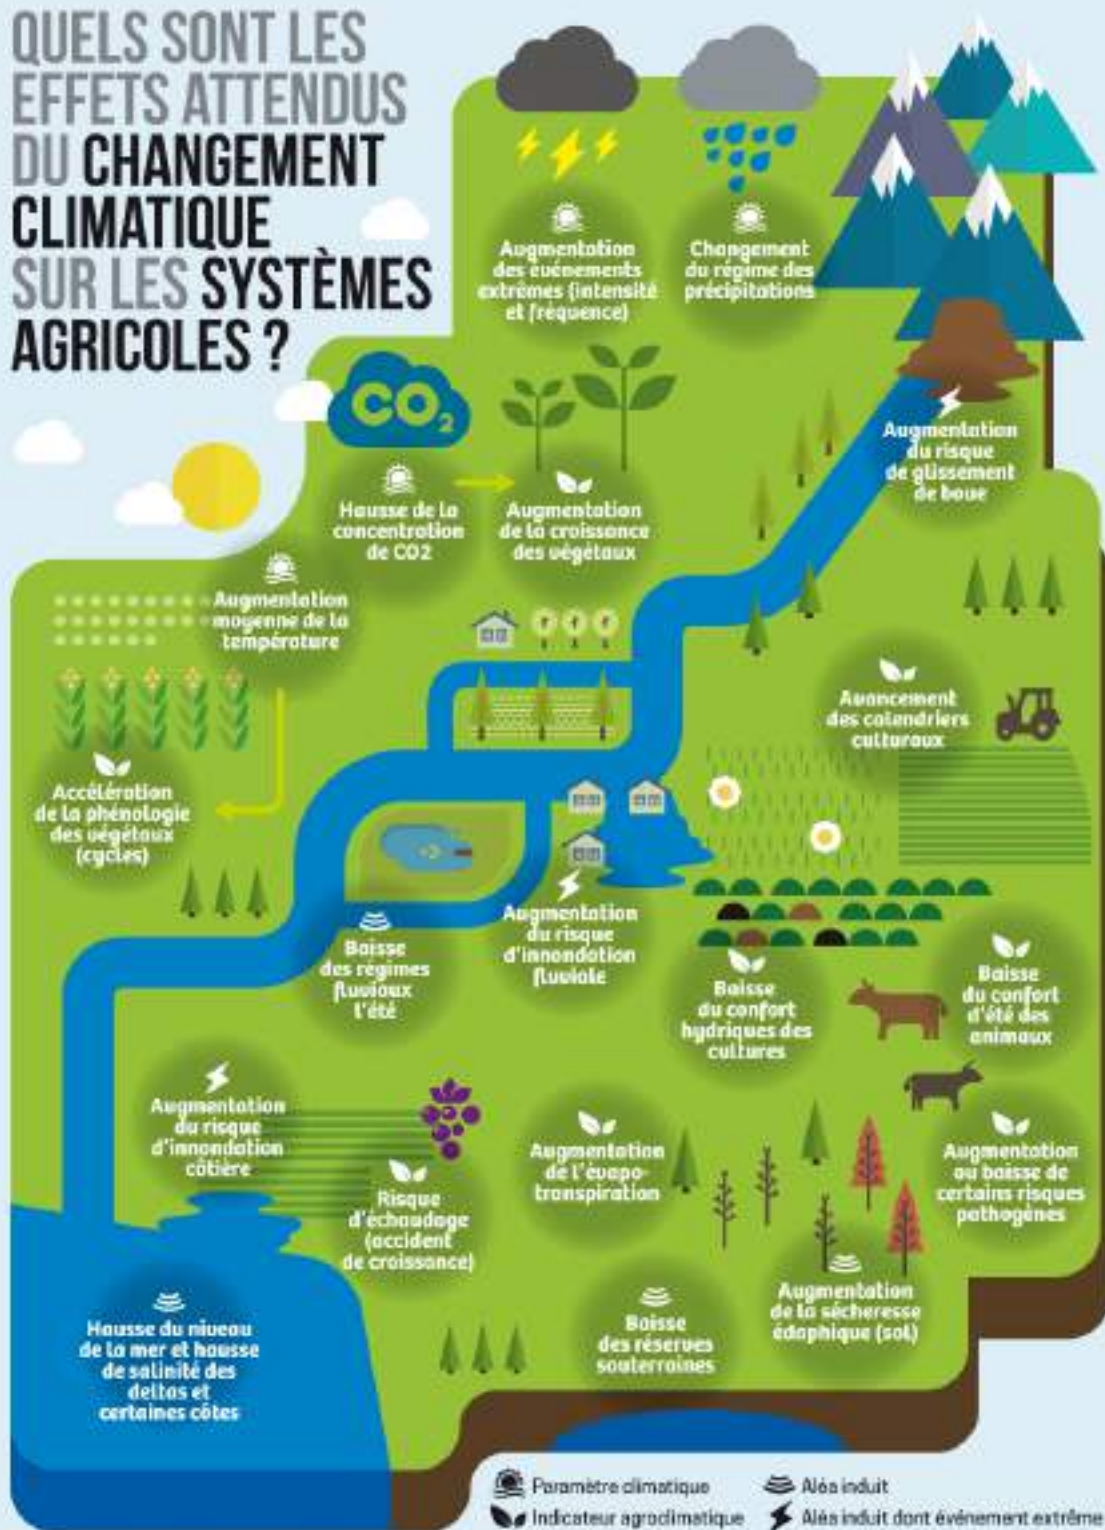 QUELS SONT LES
EFFETS ATTENDUS
DU CHANGEMENT
CLIMATIQUE
SUR LES SYSTÈMES
AGRICOLES ?
Augmentation
des événements
extrêmes (intensité
et fréquence)
Changement
du régime des
précipitations
CO2
Augmentation
du risque
de glissement
de boue
Hausse de la
concentration
de CO2
Augmentation
de la croissance
des végétaux
Augmentation
moyenne de la
température
Avancement
des calendriers
culturaux
Accélération
de la phénologie
des végétaux
(cycles)
Baisse
des régimes
fluviaux
l'été
Augmentation
du risque
d'innondation
fluviale
Baisse
du confort
hydriques des
cultures
Baisse
du confort
d'été des
animaux
Augmentation
du risque
d'innondation
côtière
Risque
d'échaudage
(accident
de croissance)
Augmentation
de l'évapo-
transpiration
Augmentation
ou baisse de
certains risques
pathogènes
Hausse du niveau
de la mer et hausse
de salinité des
deltas et
certaines côtes
Baisse
des réserves
souterraines
Augmentation
de la sécheresse
édaphique (sol)
Paramètre climatique
Aléa induit
Indicateur agroclimatique
Aléa induit dont événement extrême